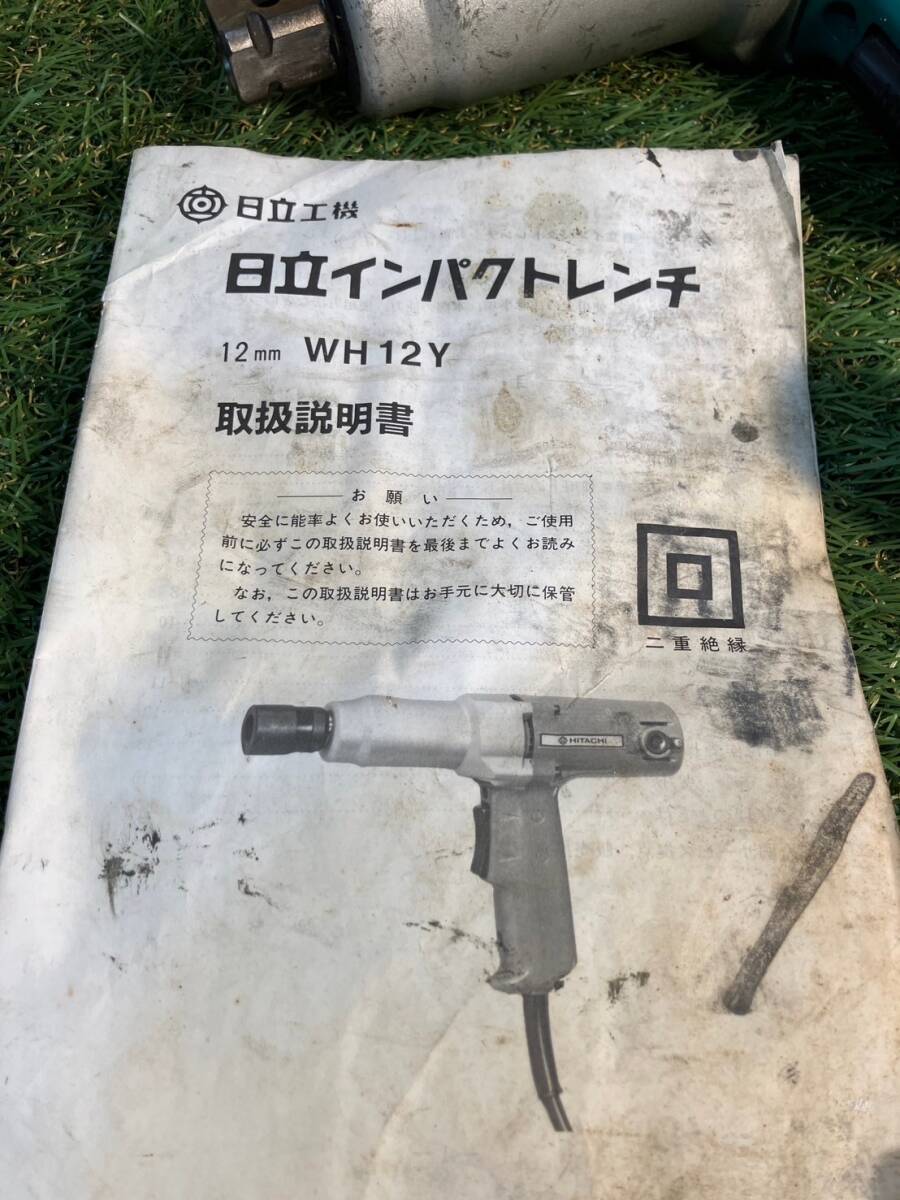 日立工機
日立インパクトレンチ
12mm WH12Y
取扱説明書
お願い
安全に能率よくお使いいただくため，ご使用
前に必ずこの取扱説明書を最後までよくお読み
になってください。
なお，この取扱説明書はお手元に大切に保管
してください。
二重絶縁
HITACHI